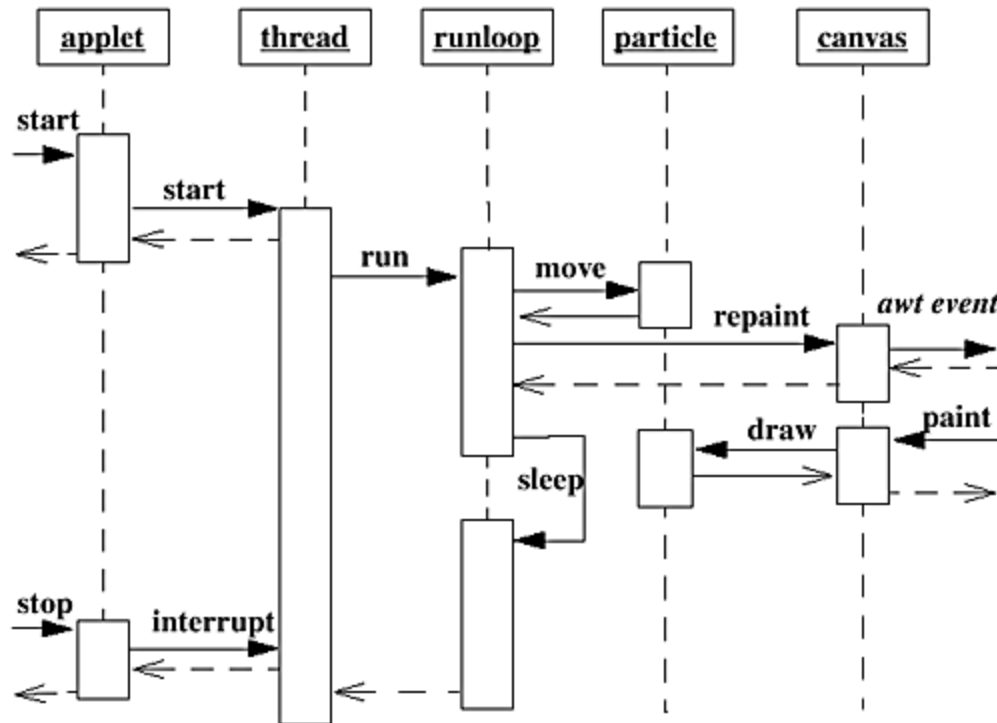 applet
thread
runloop
particle
canvas
start
start
run
move
awt event
repaint
paint
draw
sleep
stop
interrupt